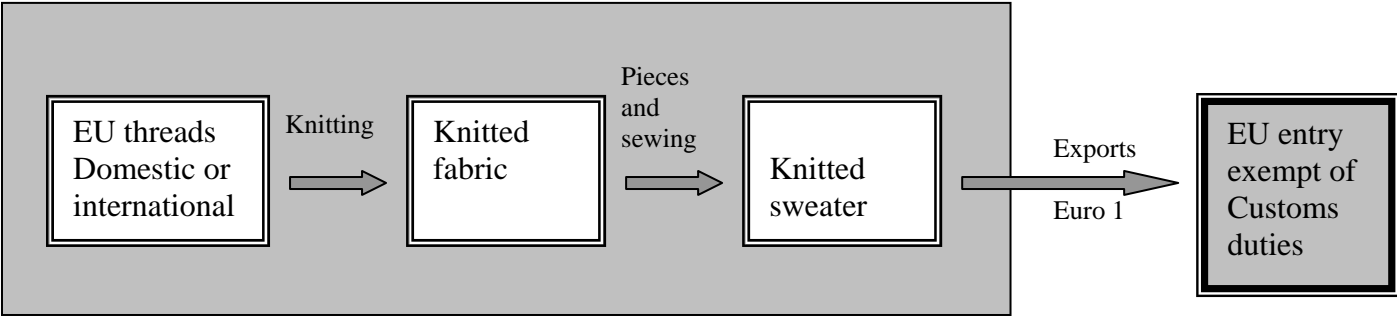 EU threads
Domestic or
international
Knitting
Knitted
fabric
Pieces
and
sewing
Knitted
sweater
Exports
Euro 1
EU entry
exempt of
Customs
duties